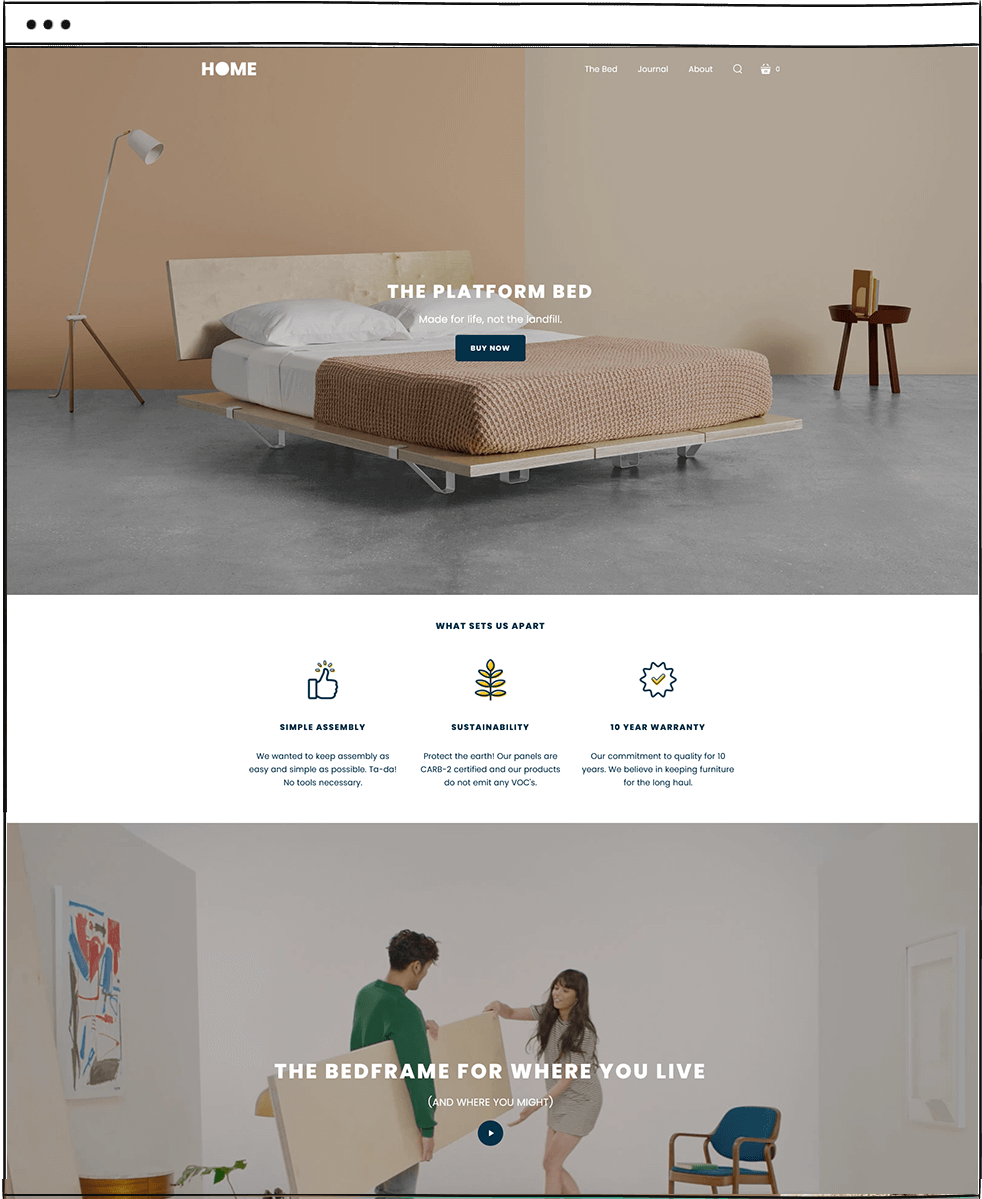 HOME
The Bed Journal About 0
THE PLATFORM BED
Made for life, not the landfill.
BUY NOW
WHAT SETS US APART
SIMPLE ASSEMBLY
We wanted to keep assembly as
easy and simple as possible. Ta-da!
No tools necessary.
SUSTAINABILITY
Protect the earth! Our panels are
CARB-2 certified and our products
do not emit any VOC's.
10 YEAR WARRANTY
Our commitment to quality for 10
years. We believe in keeping furniture
for the long haul.
THE BEDFRAME FOR WHERE YOU LIVE
(AND WHERE YOU MIGHT)